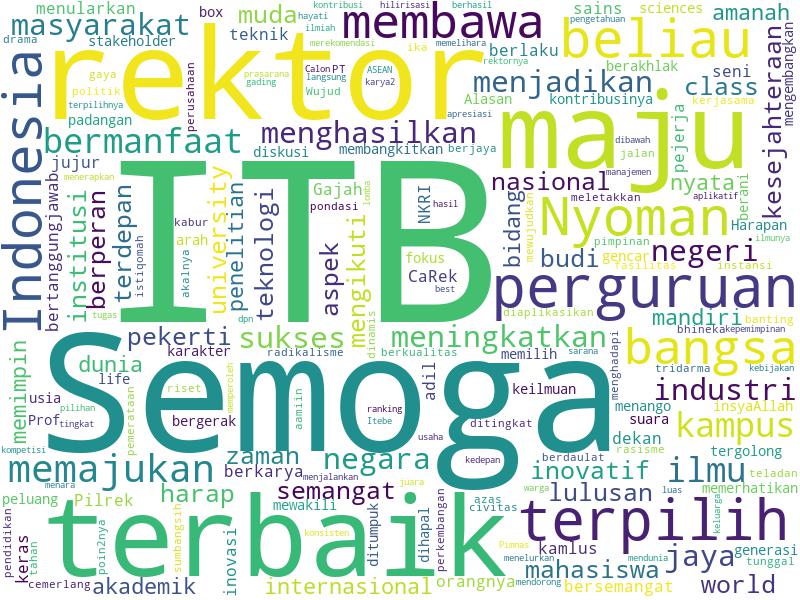 menularkan
box
muda
kontribusi
hilirisasi
berhasil
sains
sciences
amanah
masyarakat
hayati
ilmiah
membawa
pengetahuan
drama
stakeholder
teknik
merekomendasi
ika
memelihara
berlaku
beliau
rektor
gaya
Calon
PT
ASEAN
rektornya
berakhlak
seni
politik
prasarana
langsung
karya2
menjadikan
class
kerjasama
terpilihnya
gading
Wujud
Alasan
kontribusinya
padangan
perusahaan
apresiasi
maju
kesejahteraan
mengembangkan
Indonesia
bermanfaat
menghasilkan
diskusi
membangkitkan
berjaya
dibawah
jalan
pejerja
jujur
menerapkan
nasional
manajemen
nyata
berani
bertanggungjawab
institusi
berperan
terdepan
ITB
university
penelitian
teknologi
Gajah
lomba
pondasi
NKRI
hasil
meletakkan
aplikatif
Harapan
kabur
arah
istiqomah
akalnya
aspek
mengikuti
fokus
CaRek
best
bidang
Nyoman
mewujudkan
budi
pimpinan
ilmunya
gencar
negeri
fasilitas
instansi
perguruan
tugas
dpn
dinamis
diaplikasikan
mandiri
banting
pekerti
sukses
meningkatkan
menghadapi
bhineka
kepemimpinan
bangsa
karakter
radikalisme
berkualitas
memilih
sarana
tridarma
kebijakan
memimpin
dunia
life
riset
memperoleh
aamiin
adil
keilmuan
industri
usia
Semoga
Prof
pilihan
tingkat
pemerataan
bergerak
ranking
Itebe
ditingkat
menango
insyaAllah
usaha
suara
kampus
kompetisi
dekan
rasisme
tergolong
memajukan
zaman
negara
kedepan
berdaulat
berkarya
menjalankan
inovatif
ilmu
teladan
menara
peluang
Pilrek
harap
semangat
juara
azas
warga
lulusan
luas
memerhatikan
pendidikan
tahan
keras
poin2nya
sumbangsih
mewakili
konsisten
ditumpuk
dihapal
perkembangan
civitas
terbaik
Pimnas
terpilih
keluarga
inovasi
menelurkan
kamlus
jaya
generasi
mendunia
tunggal
mahasiswa
cemerlang
akademik
internasional
orangnya
mendorong
bersemangat
world